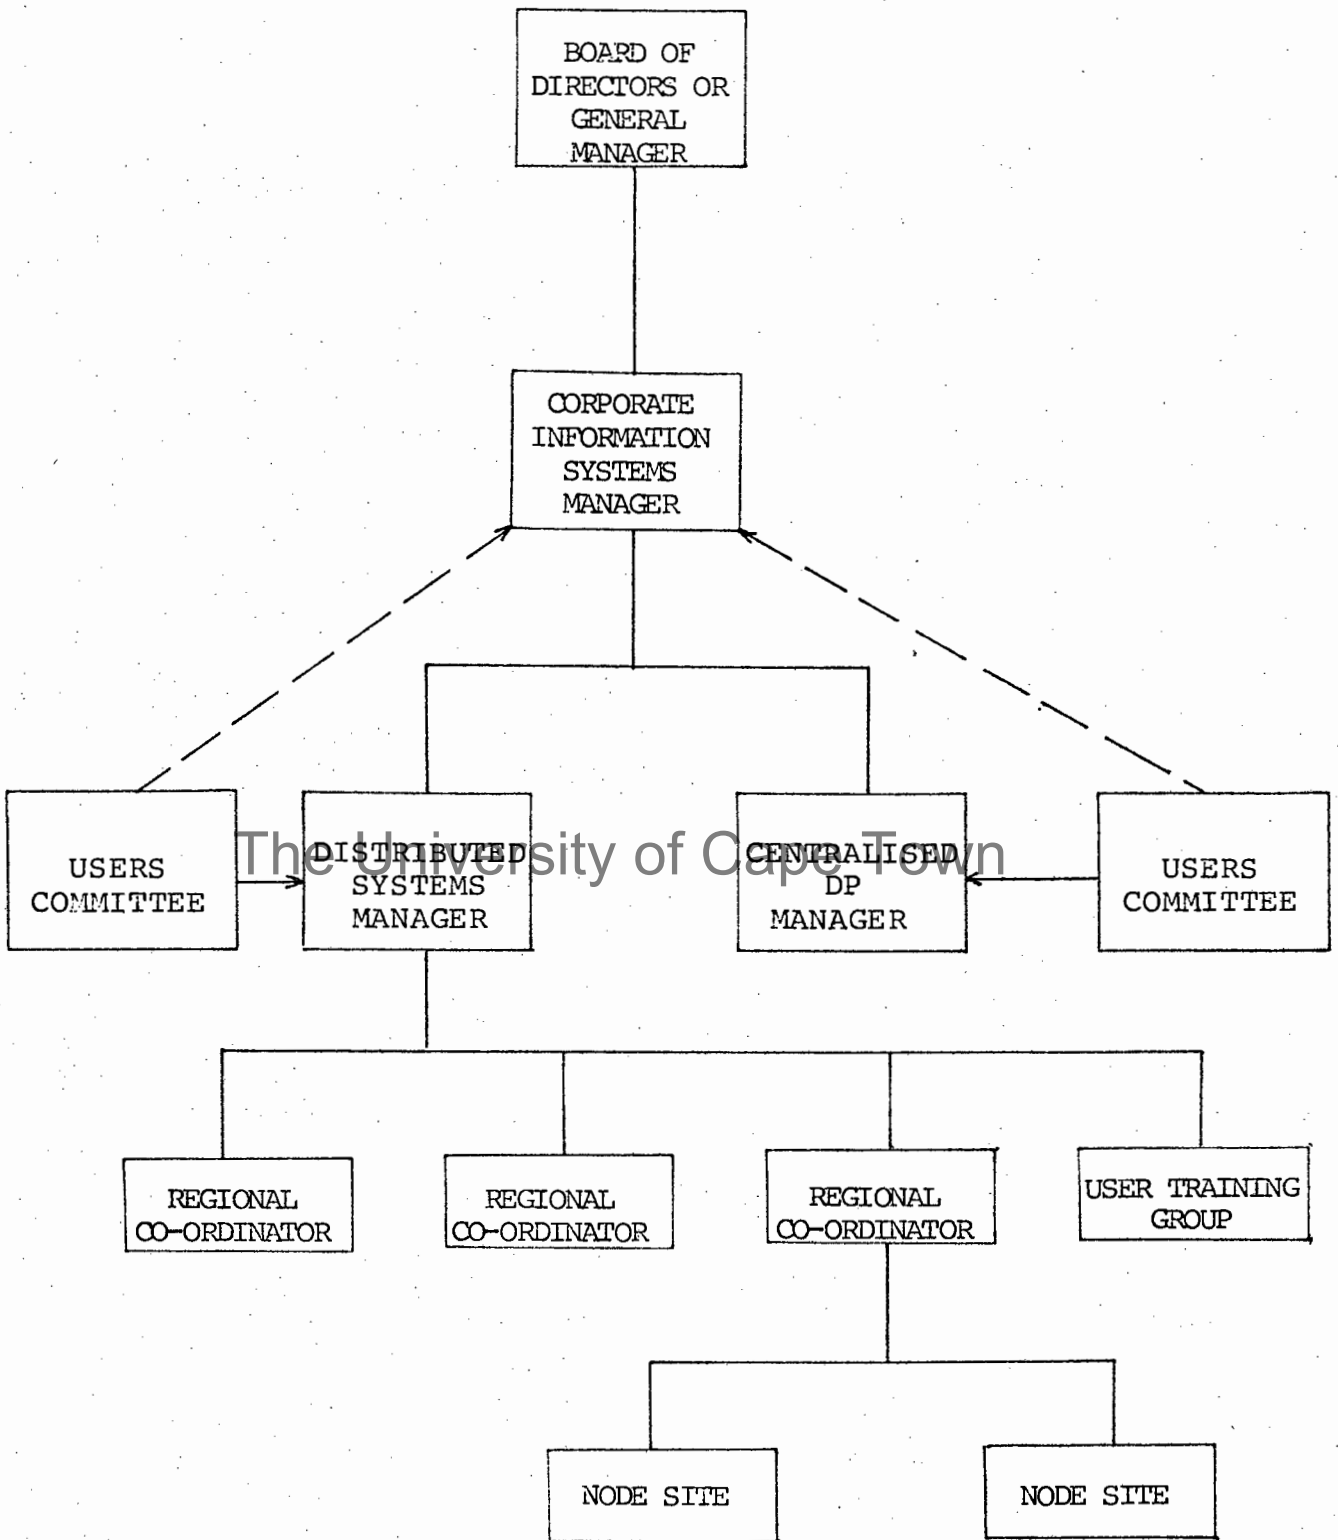 BOARD OF
DIRECTORS OR
GENERAL
MANAGER
CORPORATE
INFORMATION
SYSTEMS
MANAGER
USERS
COMMITTEE
DISTRIBUTED
SYSTEMS
MANAGER
CENTRALISED
DP
MANAGER
USERS
COMMITTEE
The University of Cape Town
REGIONAL
CO-ORDINATOR
REGIONAL
CO-ORDINATOR
REGIONAL
CO-ORDINATOR
USER TRAINING
GROUP
NODE SITE
NODE SITE